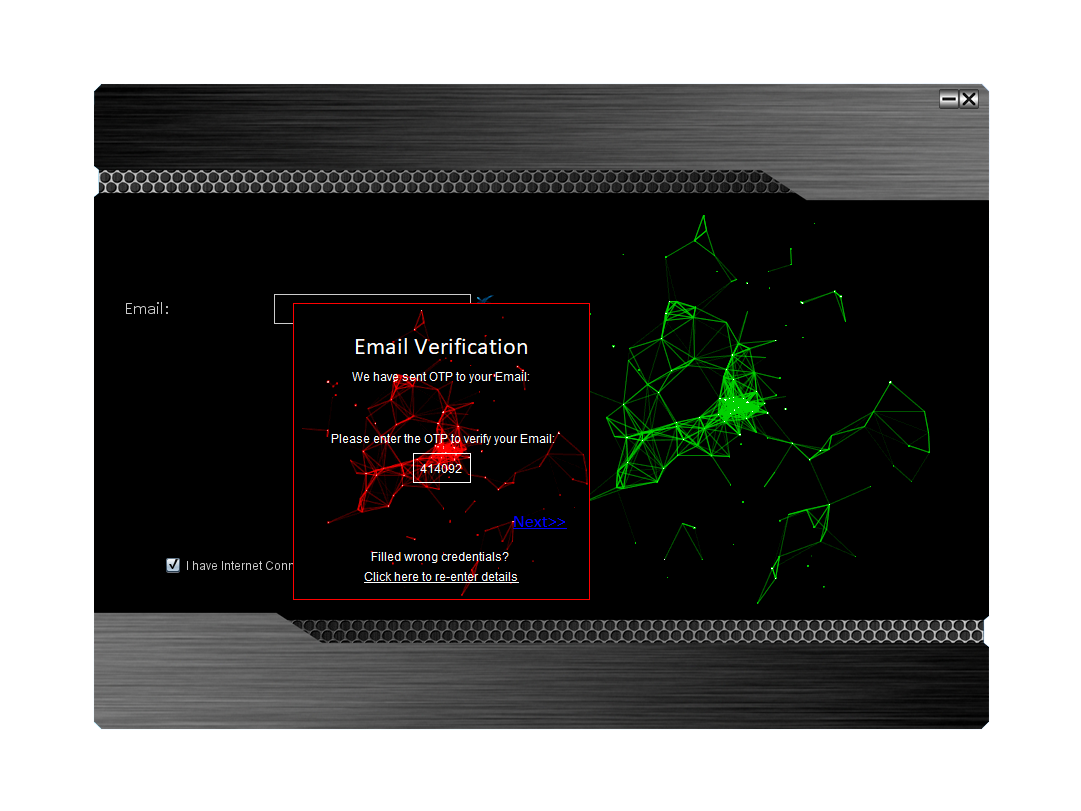 Email:
Email Verification
We have sent OTP to your Email:
Please enter the OTP to verify your Email:
414092
Next>>
Filled wrong credentials?
Click here to re-enter details
I have Internet Conn